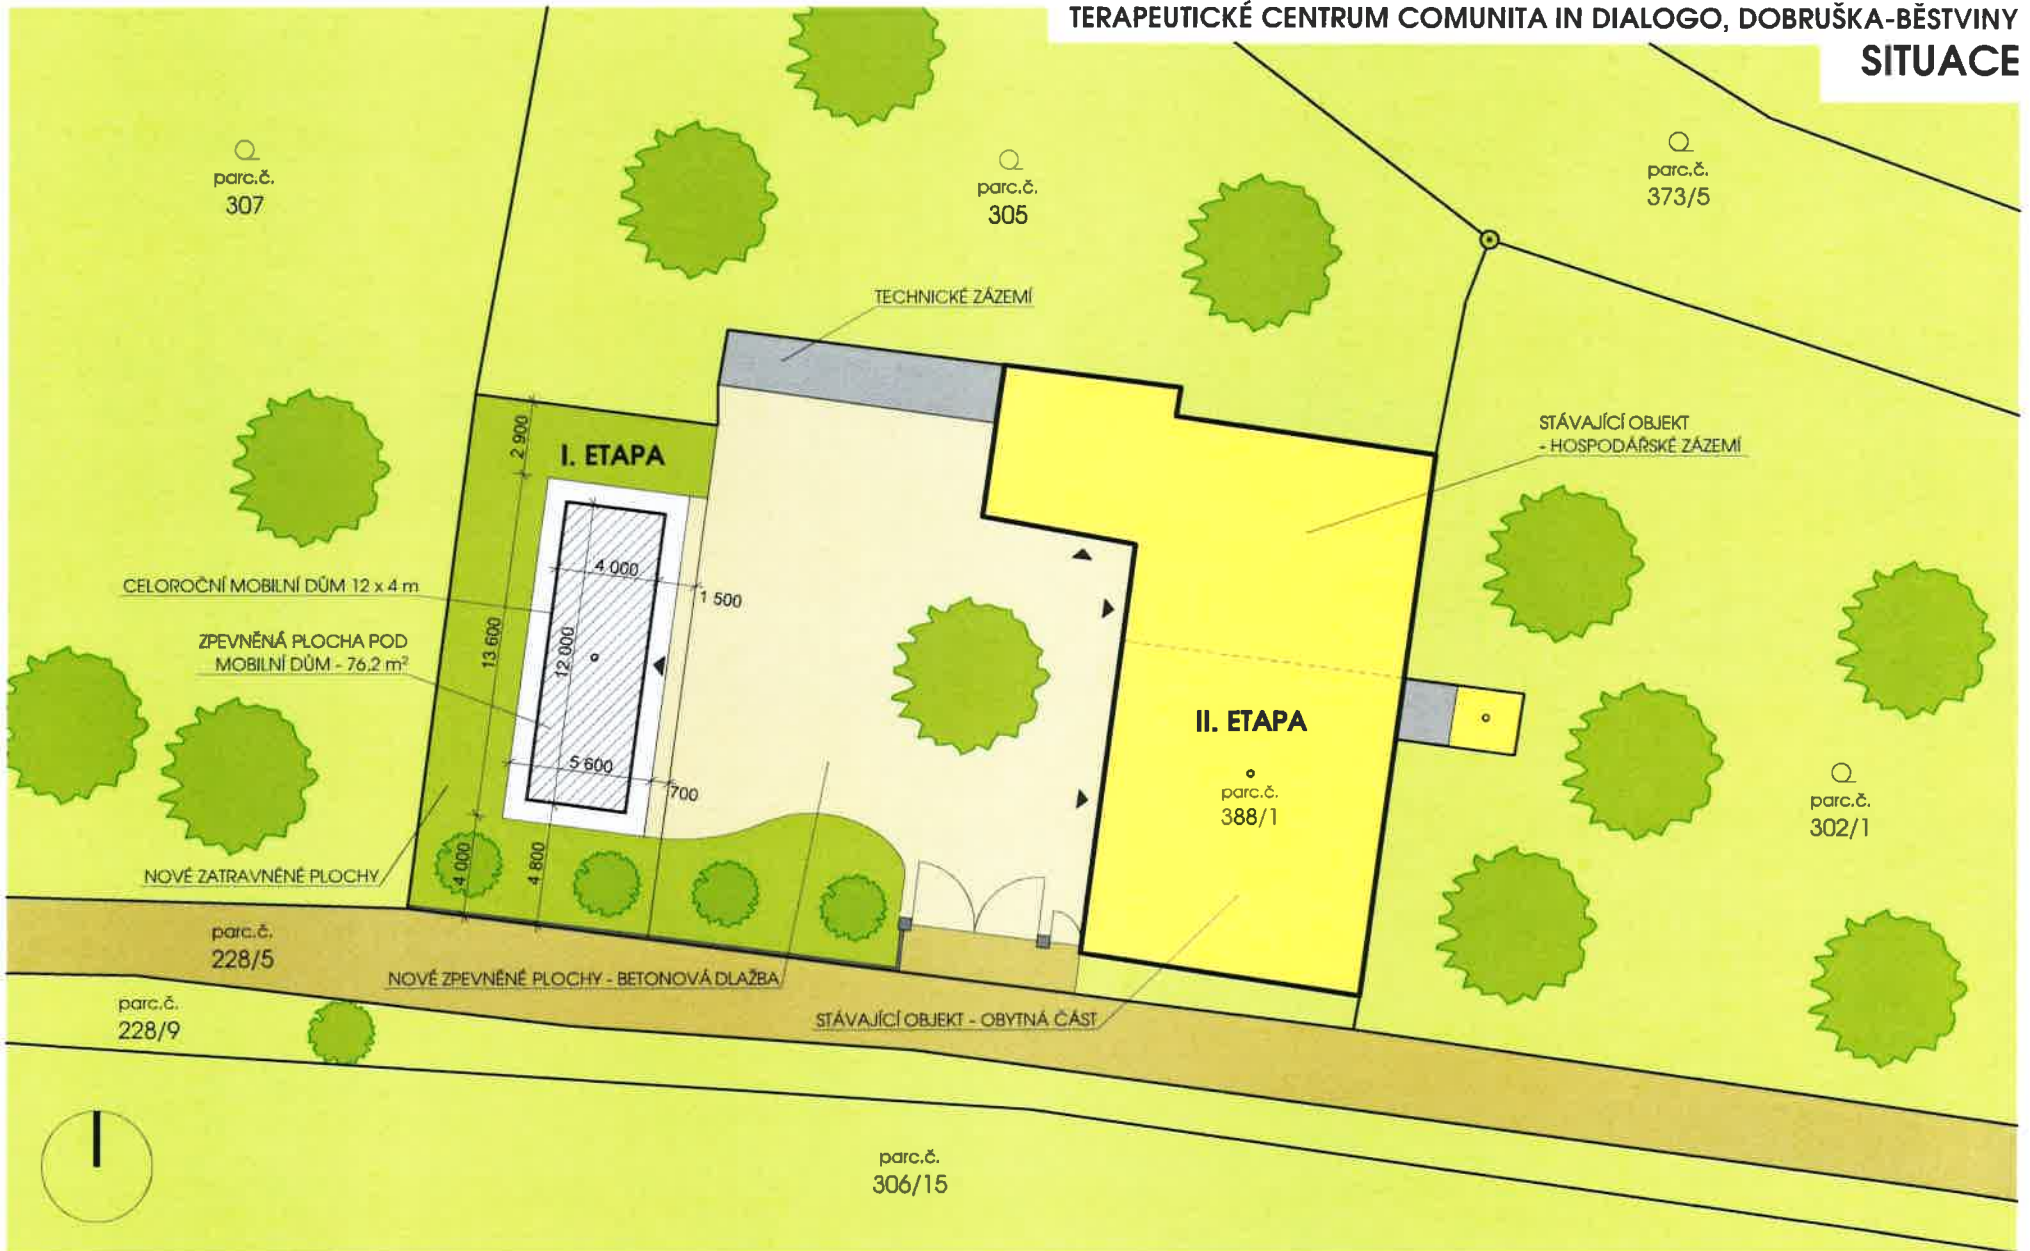 TERAPEUTICKÉ CENTRUM COMUNITA IN DIALOGO, DOBRUŠKA-BĚSTVINY
SITUACE
parc.č.
307
parc.č.
305
parc.č.
373/5
TECHNICKÉ ZÁZEMÍ
STÁVAJÍCÍ OBJEKT
- HOSPODÁŘSKÉ ZÁZEMÍ
2 900
I. ETAPA
4 000
1 500
CELOROČNÍ MOBILNÍ DŮM 12 x 4 m
13 600
12 000
ZPEVNĚNÁ PLOCHA POD
MOBILNÍ DŮM - 76,2 m²
II. ETAPA
parc.č.
388/1
5 600
700
parc.č.
302/1
4 000
4 800
NOVÉ ZATRAVNĚNÉ PLOCHY
parc.č.
228/5
NOVÉ ZPEVNĚNÉ PLOCHY - BETONOVÁ DLAŽBA
parc.č.
228/9
STÁVAJÍCÍ OBJEKT - OBYTNÁ ČÁST
parc.č.
306/15